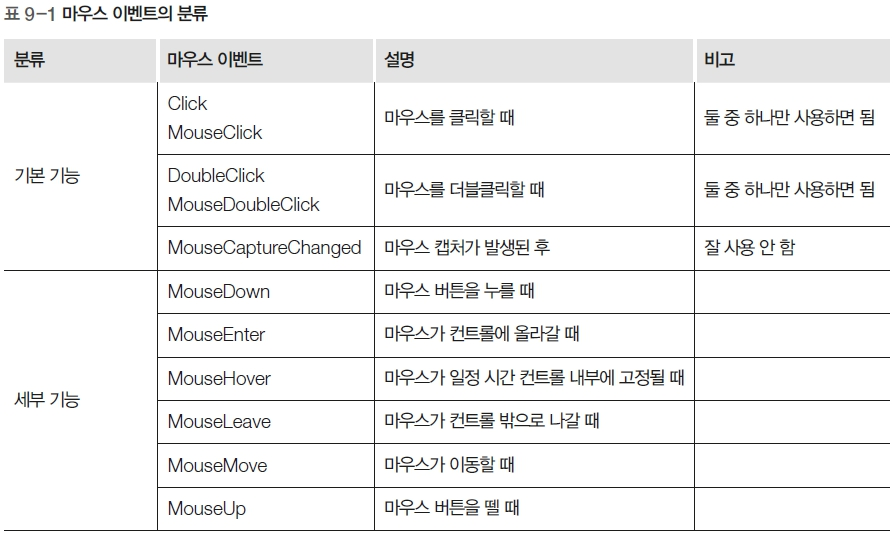 표 9-1 마우스 이벤트의 분류
분류 마우스 이벤트 설명 비고
기본 기능
Click
MouseClick
마우스를 클릭할 때
둘 중 하나만 사용하면 됨
DoubleClick
MouseDoubleClick
마우스를 더블클릭할 때
둘 중 하나만 사용하면 됨
MouseCaptureChanged 마우스 캡처가 발생된 후 잘 사용 안 함
세부 기능
MouseDown 마우스 버튼을 누를 때
MouseEnter 마우스가 컨트롤에 올라갈 때
MouseHover 마우스가 일정 시간 컨트롤 내부에 고정될 때
MouseLeave 마우스가 컨트롤 밖으로 나갈 때
MouseMove 마우스가 이동할 때
MouseUp 마우스 버튼을 뗄 때